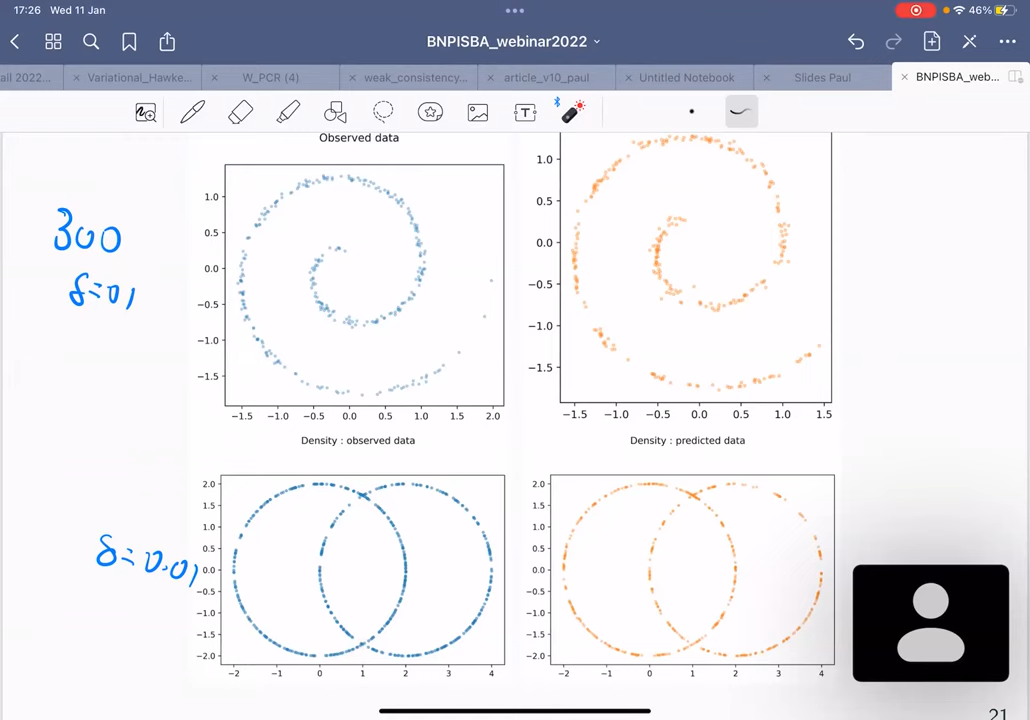 17:26 Wed 11 Jan
46%
BNPISBA_webinar2022
ail 2022...
Variational_Hawke...
W_PCR (4)
weak_consistency...
article_v10_paul
Untitled Notebook
Slides Paul
BNPISBA_web...
Observed data
300
δ=0,1
1.0
0.5
0.0
−0.5
−1.0
−1.5
−1.5 −1.0 −0.5 0.0 0.5 1.0 1.5 2.0
1.0
0.5
0.0
−0.5
−1.0
−1.5
−1.5 −1.0 −0.5 0.0 0.5 1.0 1.5
Density : observed data
Density : predicted data
δ=0.01
2.0
1.5
1.0
0.5
0.0
−0.5
−1.0
−1.5
−2.0
−2 −1 0 1 2 3 4
2.0
1.5
1.0
0.5
0.0
−0.5
−1.0
−1.5
−2.0
−2 −1 0 1 2 3 4
21